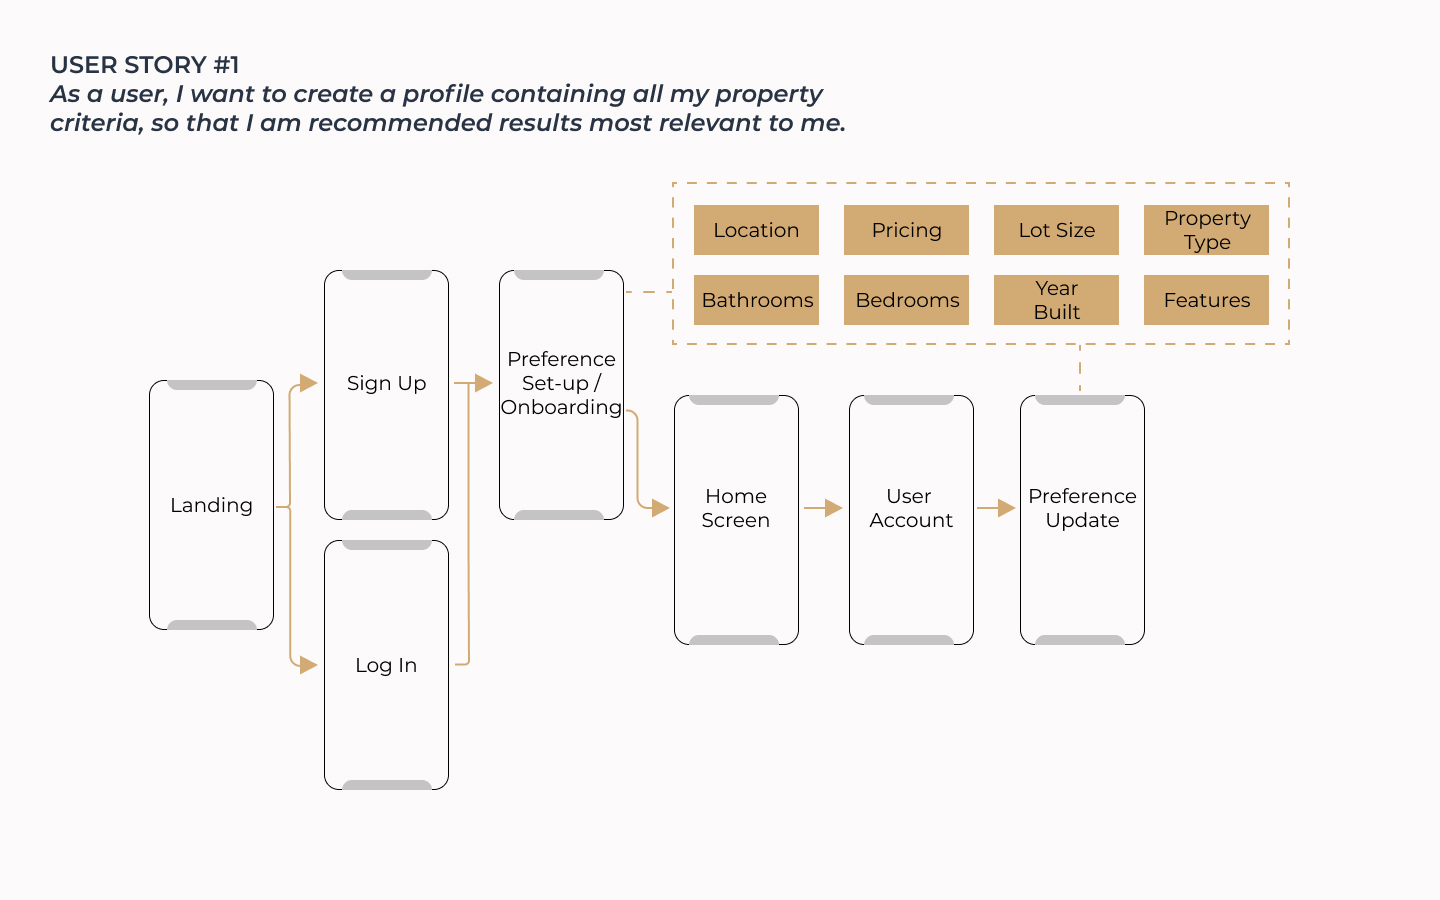 USER STORY #1
As a user, I want to create a profile containing all my property
criteria, so that I am recommended results most relevant to me.
Location
Pricing
Lot Size
Property
Type
Bathrooms
Bedrooms
Year
Built
Features
Landing
Sign Up
Log In
Preference
Set-up /
Onboarding
Home
Screen
User
Account
Preference
Update